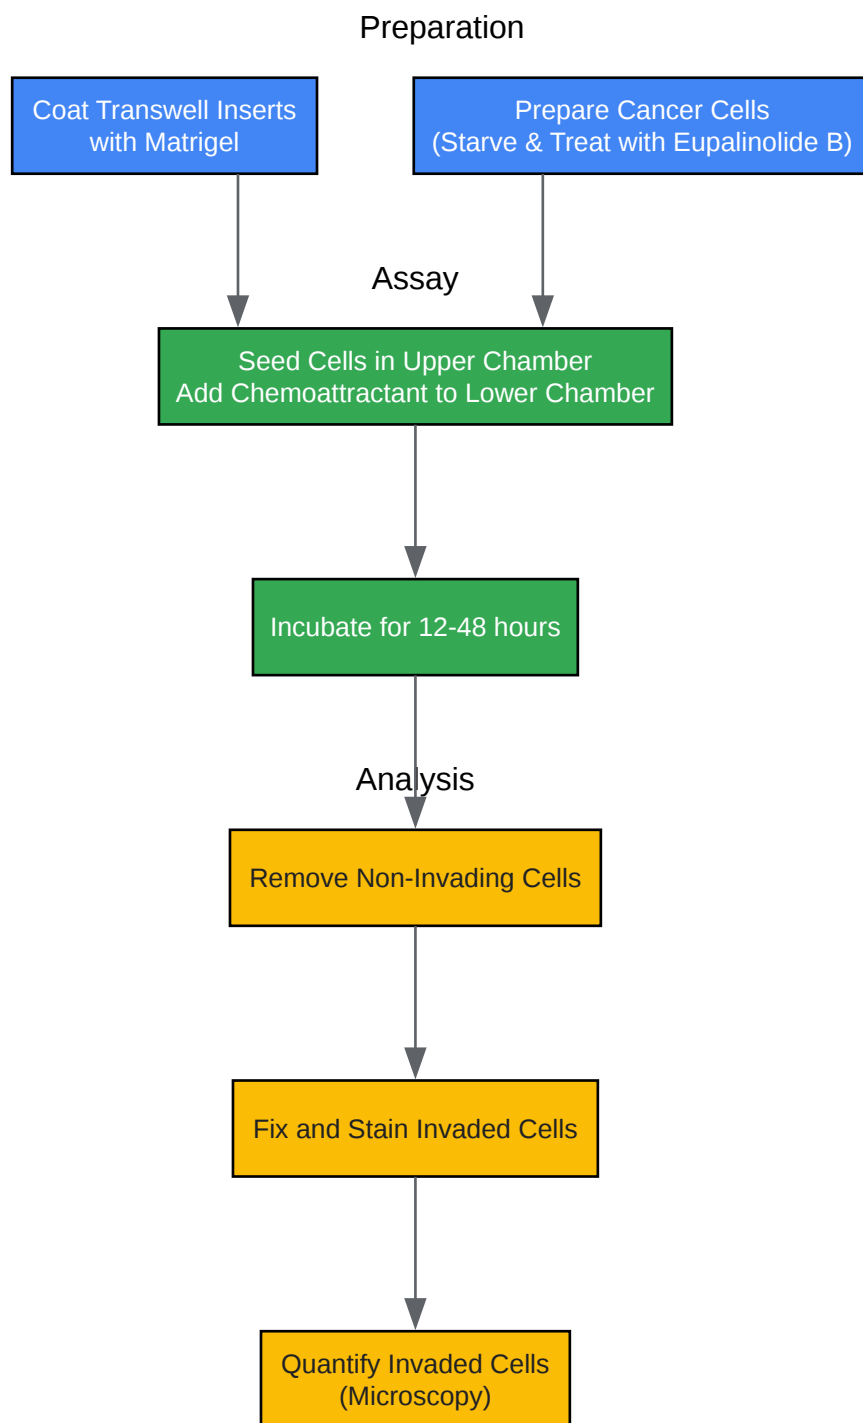 Preparation
Coat Transwell Inserts
with Matrigel
Prepare Cancer Cells
(Starve & Treat with Eupalinolide B)
Assay
Seed Cells in Upper Chamber
Add Chemoattractant to Lower Chamber
Incubate for 12-48 hours
Analysis
Remove Non-Invading Cells
Fix and Stain Invaded Cells
Quantify Invaded Cells
(Microscopy)